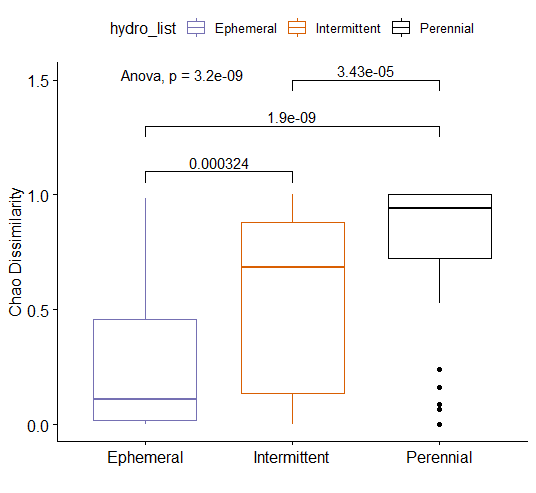 hydro_list Ephemeral Intermittent Perennial
1.5
Anova, p = 3.2e-09
3.43e-05
1.9e-09
0.000324
1.0
0.5
0.0
Chao Dissimilarity
Ephemeral Intermittent Perennial